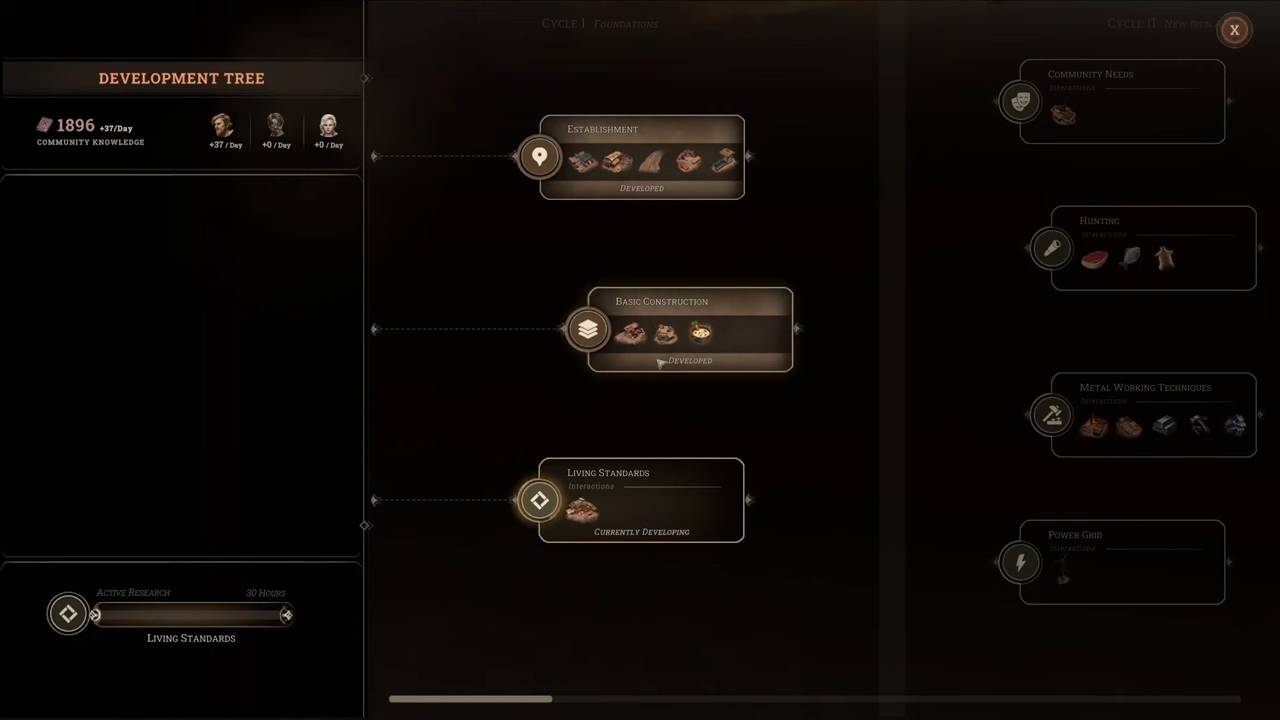 Cycle I Foundations
Cycle II New Iron
X
Development Tree
1896 +37/Day
Community Knowledge
+37 / Day
+0 / Day
+0 / Day
Establishment
Developed
Basic Construction
Developed
Living Standards
Interactions
Currently Developing
Community Needs
Interactions
Hunting
Interactions
Metal Working Techniques
Interactions
Power Grid
Interactions
Active Research
30 Hours
Living Standards